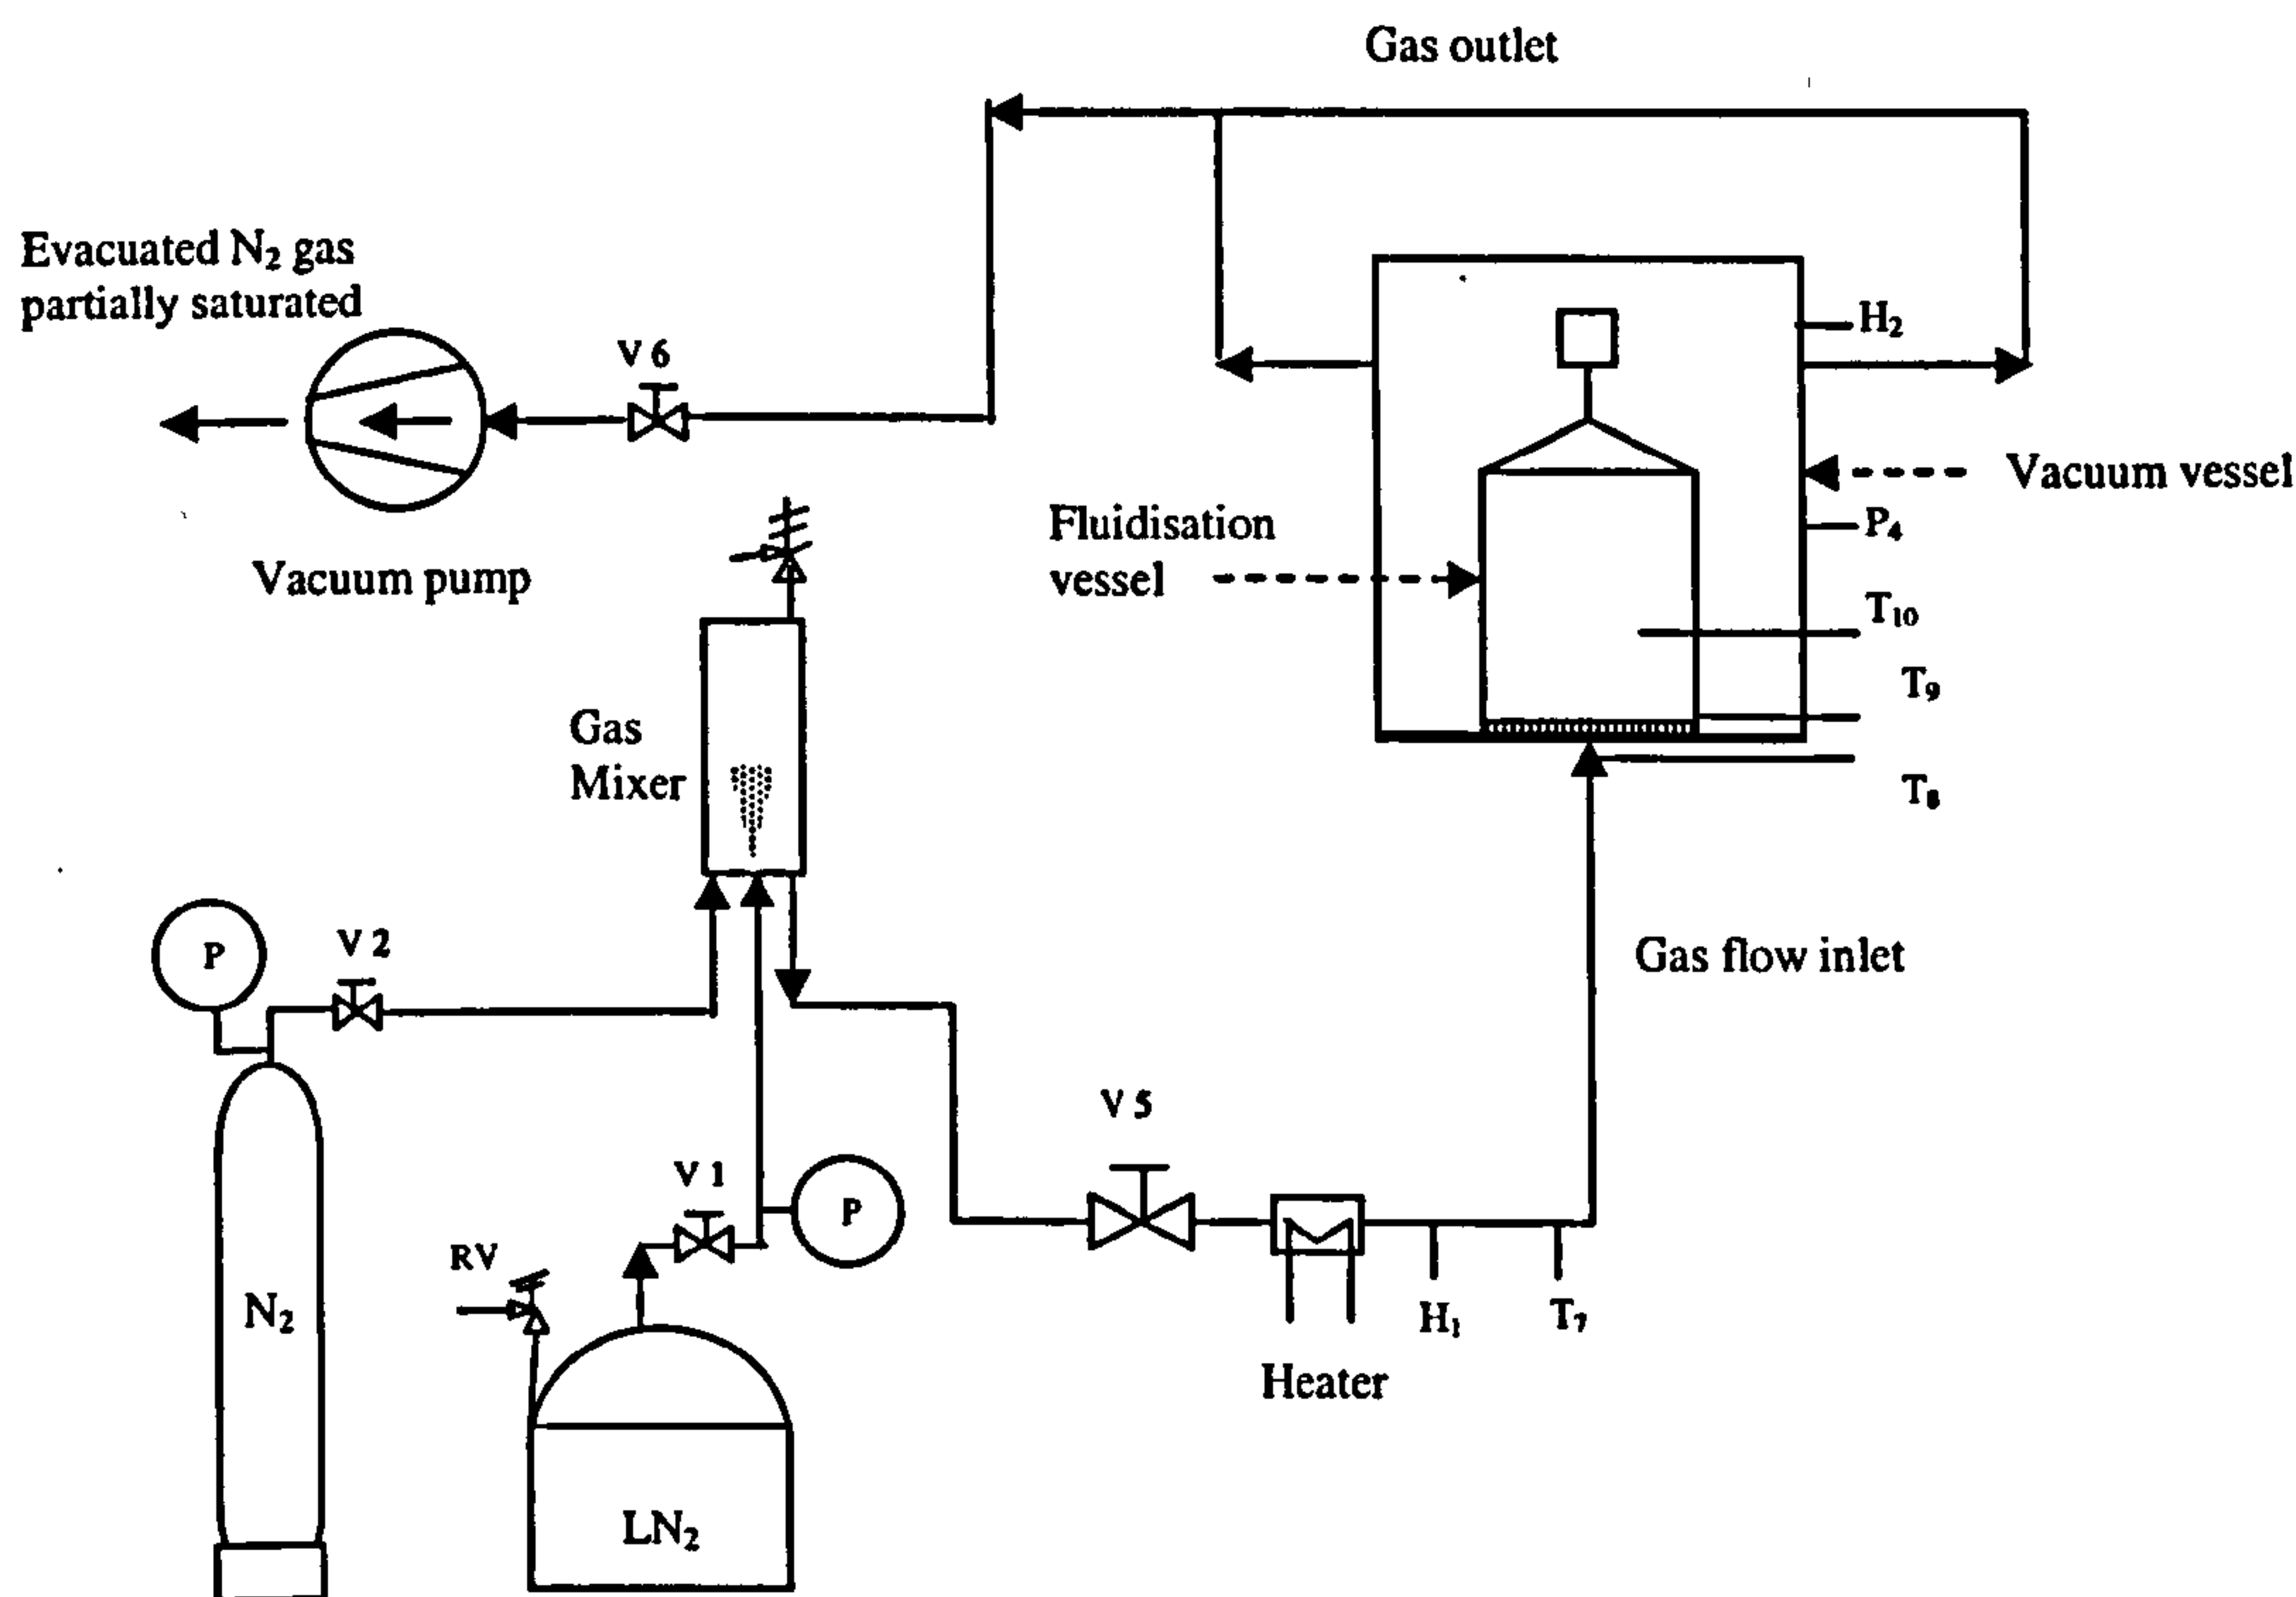 Gas outlet
Evacuated N₂ gas
partially saturated
V 6
H₂
Vacuum vessel
P₄
Fluidisation
vessel
Vacuum pump
T₁₀
T₉
Gas
Mixer
T₈
P
V 2
Gas flow inlet
V 5
V 1
P
RV
N₂
H₁
T₇
Heater
LN₂